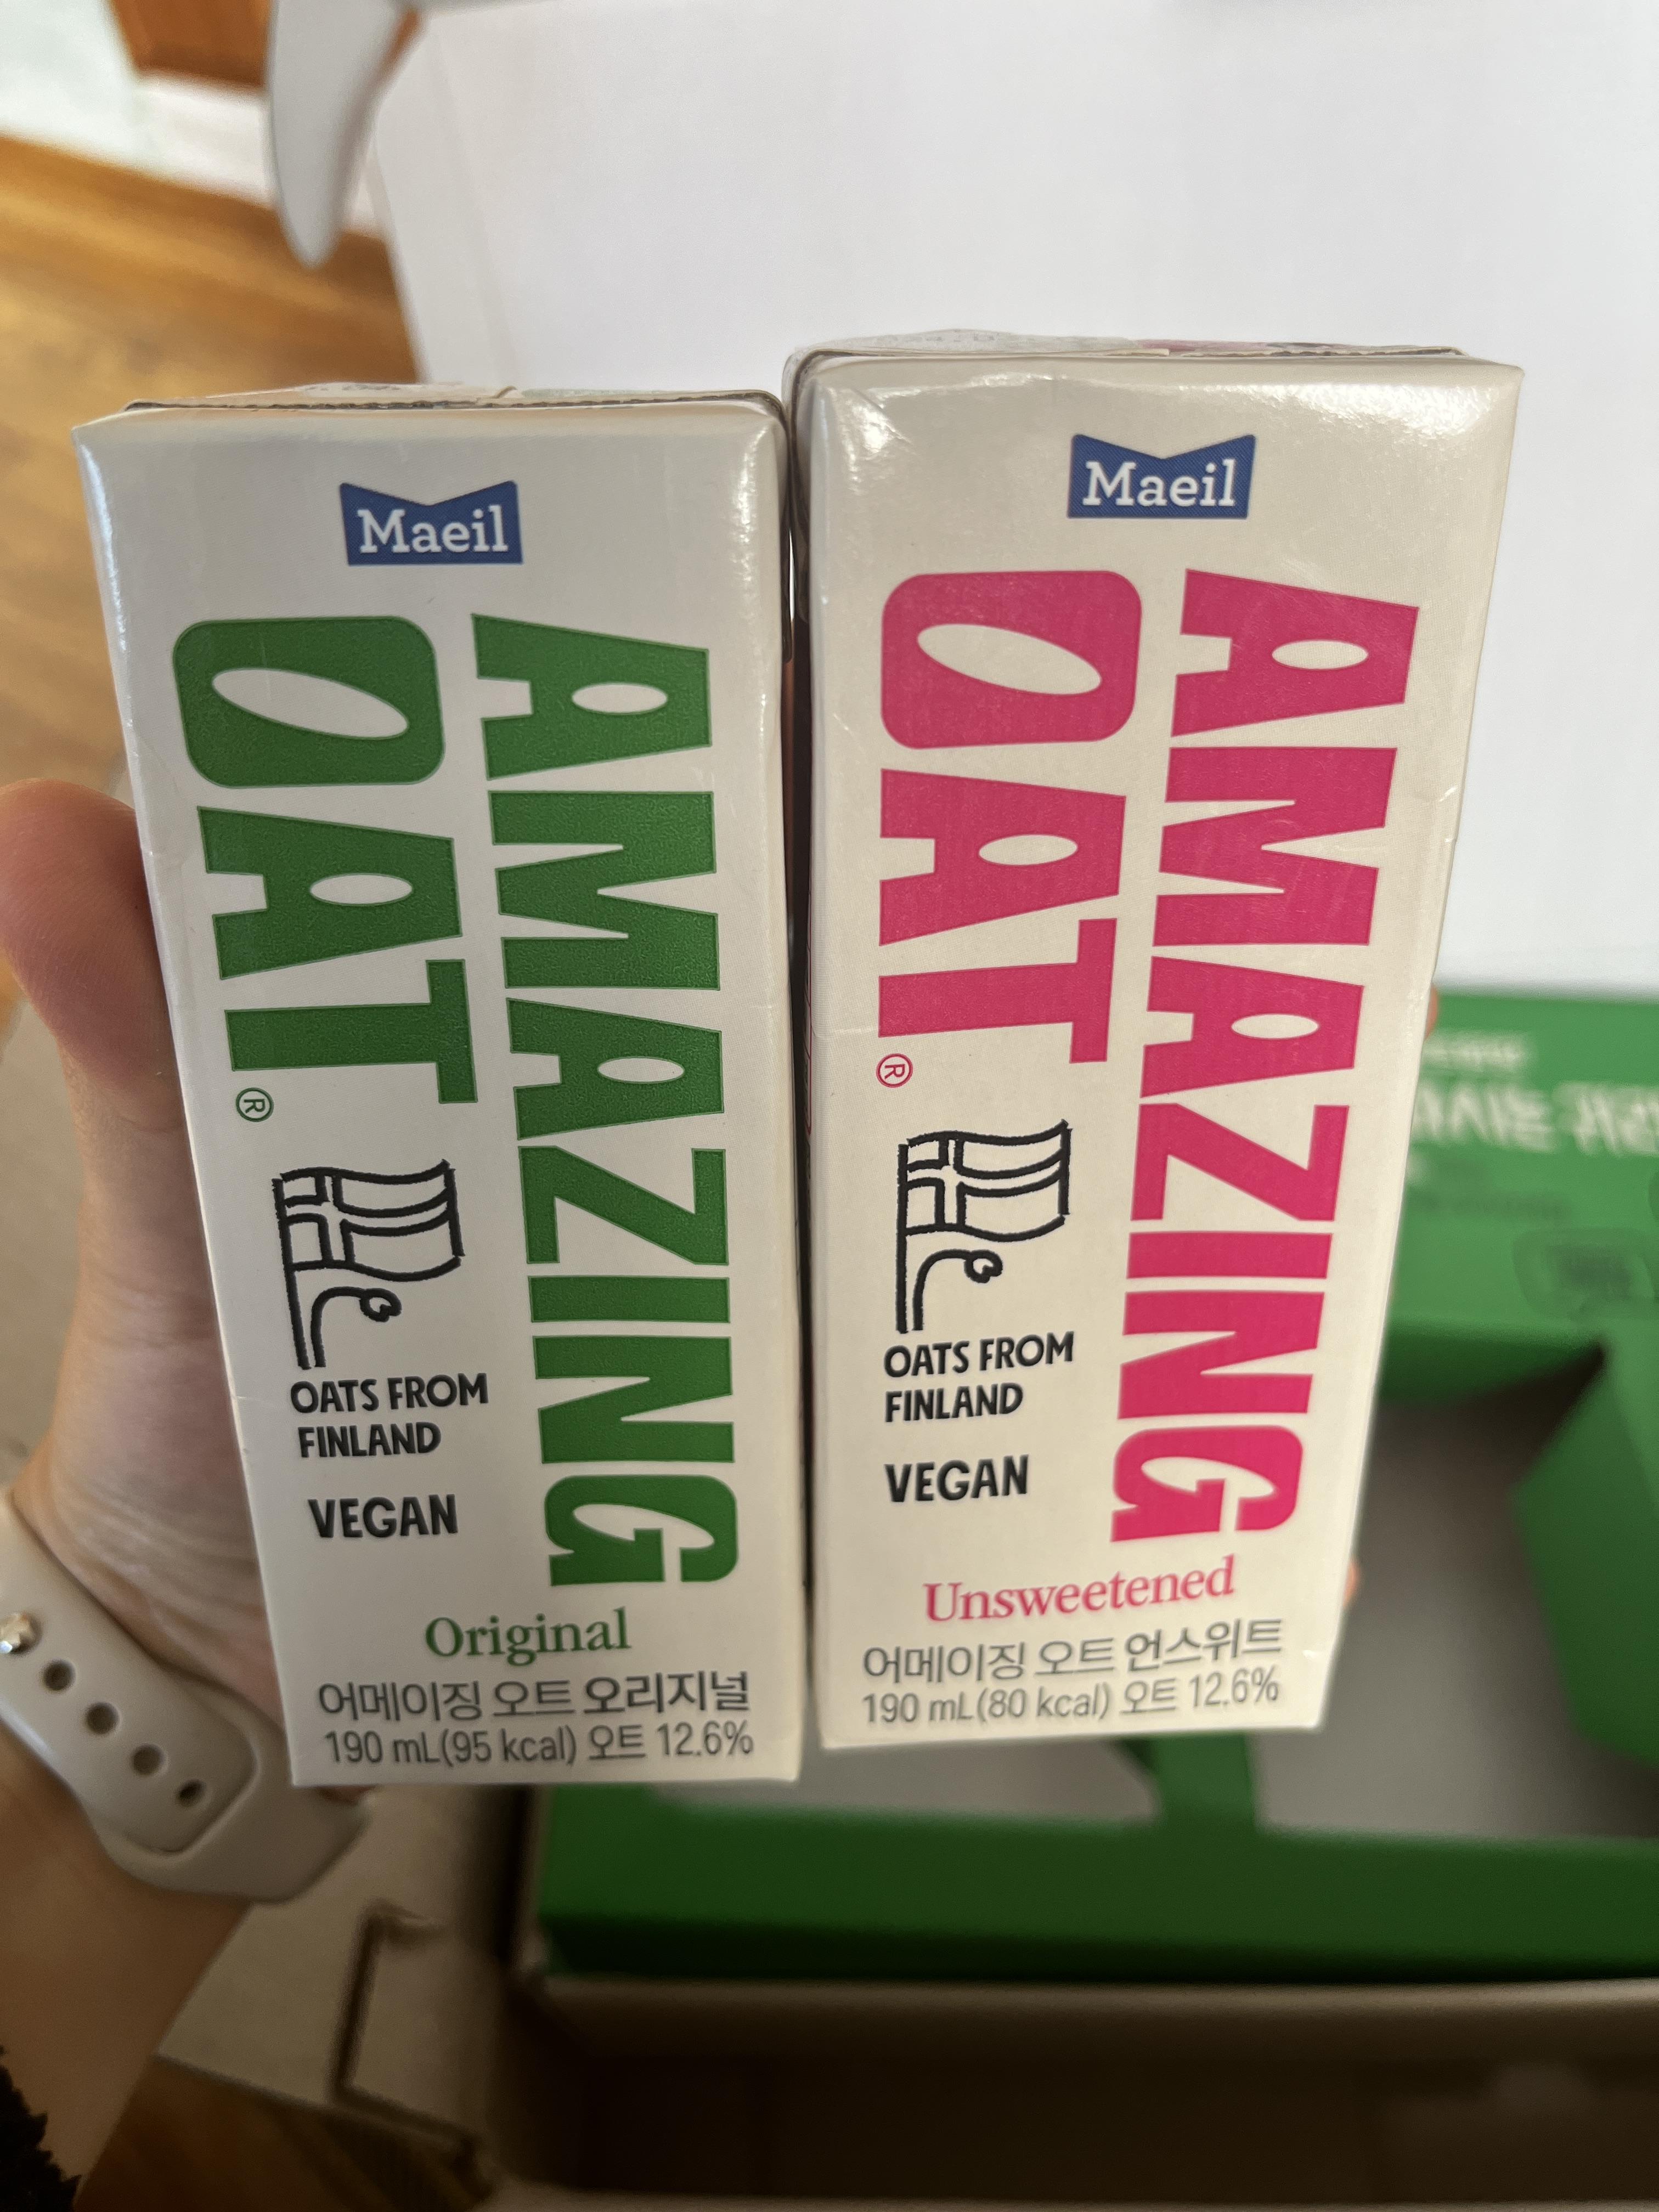 Maeil
AMAZING
OAT
®
OATS FROM
FINLAND
VEGAN
Original
어메이징 오트 오리지널
190 mL(95 kcal) 오트 12.6%
Maeil
AMAZING
OAT
®
OATS FROM
FINLAND
VEGAN
Unsweetened
어메이징 오트 언스위트
190 mL(80 kcal) 오트 12.6%